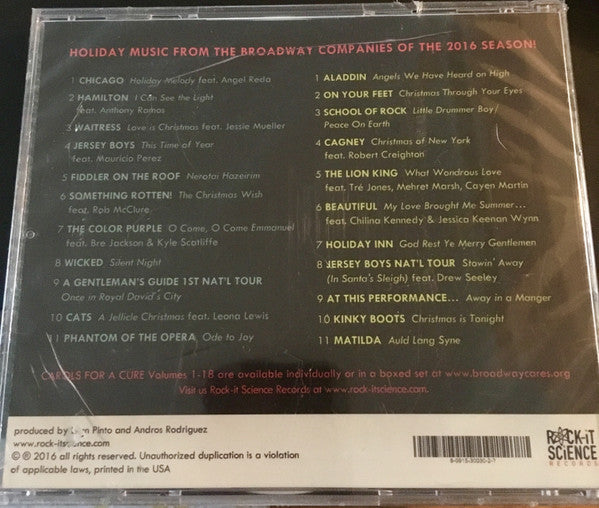 HOLIDAY MUSIC FROM THE BROADWAY COMPANIES OF THE 2016 SEASON!
1 CHICAGO Holiday Melody feat. Angel Reda
2 HAMILTON I Can See the Light
feat. Anthony Ramos
3 WAITRESS Love is Christmas feat. Jessie Mueller
4 JERSEY BOYS This Time of Year
feat. Mauricio Perez
5 FIDDLER ON THE ROOF Nerotai Hazeirim
6 SOMETHING ROTTEN! The Christmas Wish
feat. Rob McClure
7 THE COLOR PURPLE O Come, O Come Emmanuel
feat. Bre Jackson & Kyle Scatliffe
8 WICKED Silent Night
9 A GENTLEMAN'S GUIDE 1ST NAT'L TOUR
Once in Royal David's City
10 CATS A Jellicle Christmas feat. Leona Lewis
11 PHANTOM OF THE OPERA Ode to Joy
1 ALADDIN Angels We Have Heard on High
2 ON YOUR FEET Christmas Through Your Eyes
3 SCHOOL OF ROCK Little Drummer Boy/
Peace On Earth
4 CAGNEY Christmas at New York
feat. Robert Creighton
5 THE LION KING What Wondrous Love
feat. Tré Jones, Mehret Marsh, Cayen Martin
6 BEAUTIFUL My Love Brought Me Summer...
feat. Chilina Kennedy & Jessica Keenan Wynn
7 HOLIDAY INN God Rest Ye Merry Gentlemen
8 JERSEY BOYS NAT'L TOUR Stowin' Away
(In Santa's Sleigh) feat. Drew Seeley
9 AT THIS PERFORMANCE... Away in a Manger
10 KINKY BOOTS Christmas is Tonight
11 MATILDA Auld Lang Syne
CAROLS FOR A CURE Volumes 1-18 are available individually or in a boxed set at www.broadwaycares.org
Visit us Rock-it Science Records at www.rock-itscience.com.
produced by Lynn Pinto and Andros Rodriguez
www.rock-itscience.com
© ℗ 2016 all rights reserved. Unauthorized duplication is a violation
of applicable laws, printed in the USA
ROCK-IT
SCIENCE
RECORDS